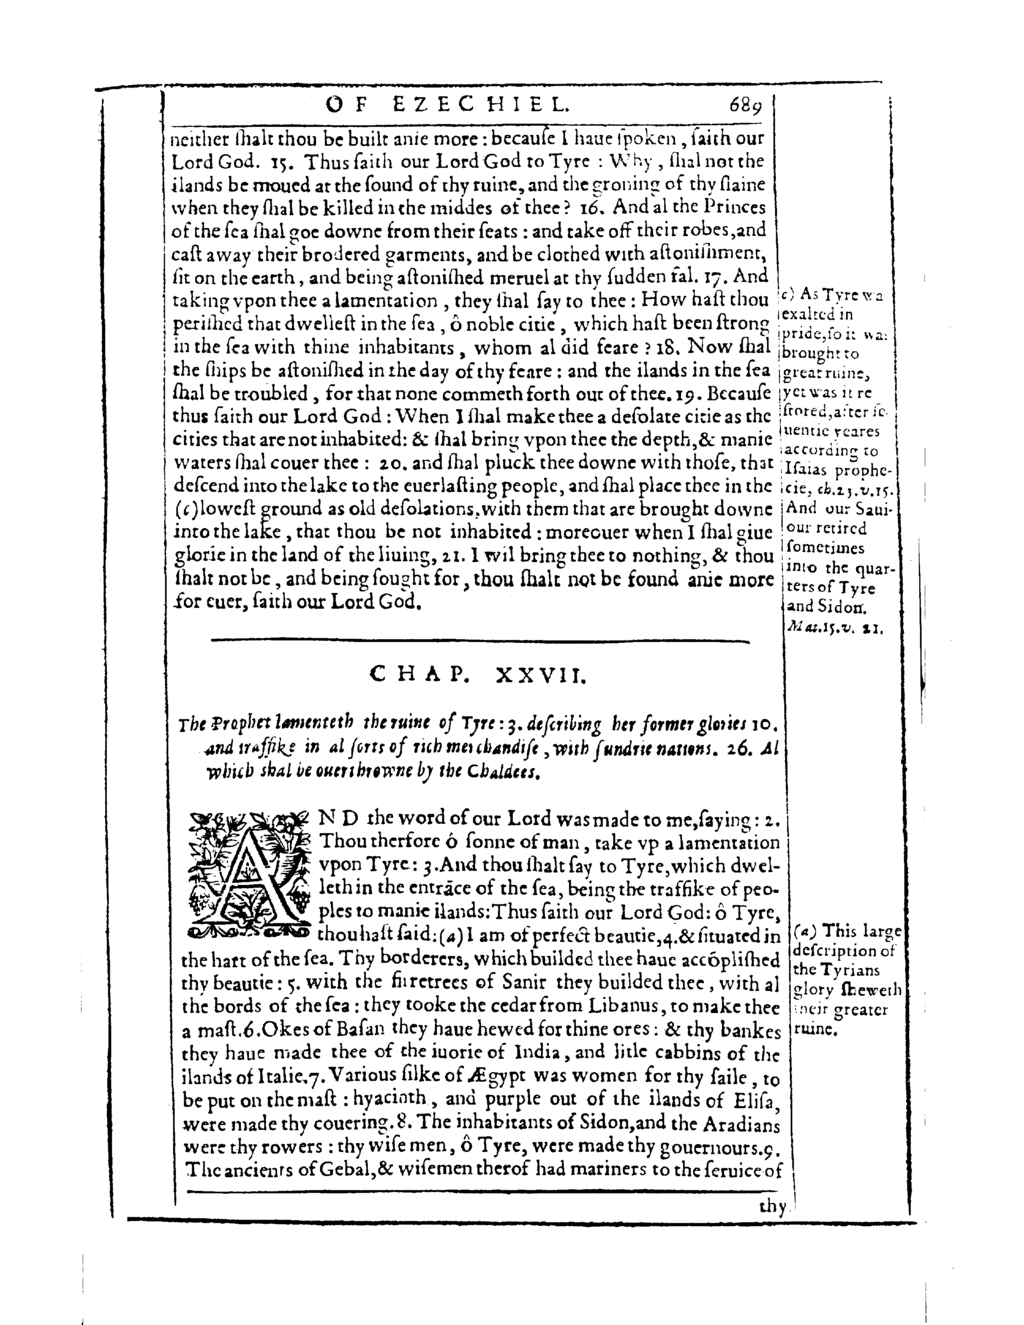 OF EZECHIEL. 689
neither ſhalt thou be built anie more : becauſe I haue ſpoken , ſaith our
Lord God. 15. Thus ſaith our Lord God to Tyre : Why , ſhal not the
ilands be moued at the ſound of thy ruine, and the groning of thy ſlaine
when they ſhal be killed in the middes of thee ? 16. And al the Princes
of the ſea ſhal goe downe from their ſeats : and take off their robes,and
caſt away their brodered garments, and be clothed with aſtoniſhment,
ſit on the earth , and being aſtoniſhed meruel at thy ſudden fal. 17. And
taking vpon thee a lamentation , they ſhal ſay to thee : How haſt thou
periſhed that dwelleſt in the ſea , ô noble citie , which haſt been ſtrong
in the ſea with thine inhabitants , whom al did feare ? 18. Now ſhal
the ſhips be aſtoniſhed in the day of thy feare : and the ilands in the ſea
ſhal be troubled , for that none commeth forth out of thee. 19. Becauſe
thus ſaith our Lord God : When I ſhal make thee a deſolate citie as the
cities that are not inhabited: & ſhal bring vpon thee the depth,& manie
waters ſhal couer thee : 20. and ſhal pluck thee downe with thoſe, that
deſcend into the lake to the euerlaſting people, and ſhal place thee in the
(c)loweſt ground as old deſolations,with them that are brought downe
into the lake , that thou be not inhabited : moreouer when I ſhal giue
glorie in the land of the liuing, 21. I wil bring thee to nothing, & thou
ſhalt not be , and being ſought for , thou ſhalt not be found anie more
for euer, ſaith our Lord God.
c) As Tyre wa
exalted in
pride,ſo it was
brought to
great ruine,
yet was it re
ſtored,after ſe-
uentie yeares
according to
Iſaias prophe-
cie, ch.23.v.15.
And our Saui-
our retired
ſometimes
into the quar-
ters of Tyre
and Sidon.
Mat.15.v. 21.
CHAP. XXVII.
The Prophet lamenteth the ruine of Tyre : 3. deſcribing her former glories 10.
and traffike in al ſorts of rich merchandiſe , with ſundrie nations. 26. Al
which shal be ouerthrowne by the Chaldees.
AND the word of our Lord was made to me,ſaying : 2.
Thou therfore ô ſonne of man , take vp a lamentation
vpon Tyre : 3.And thou ſhalt ſay to Tyre,which dwel-
leth in the entrāce of the ſea, being the traffike of peo-
ples to manie ilands:Thus ſaith our Lord God: ô Tyre,
thou haſt ſaid:(a) I am of perfect beautie,4.& ſituated in
the hart of the ſea. Thy borderers, which builded thee haue accōpliſhed
thy beautie : 5. with the firretrees of Sanir they builded thee , with al
the bords of the ſea : they tooke the cedar from Libanus, to make thee
a maſt.6.Okes of Baſan they haue hewed for thine ores : & thy bankes
they haue made thee of the iuorie of India , and litle cabbins of the
ilands of Italie.7. Various ſilke of Ægypt was women for thy ſaile , to
be put on the maſt : hyacinth , and purple out of the ilands of Eliſa,
were made thy couering. 8. The inhabitants of Sidon,and the Aradians
were thy rowers : thy wiſe men, ô Tyre, were made thy gouernours.9.
The ancients of Gebal,& wiſemen therof had mariners to the ſeruice of
(a) This large
deſcription of
the Tyrians
glory ſheweth
their greater
ruine.
thy